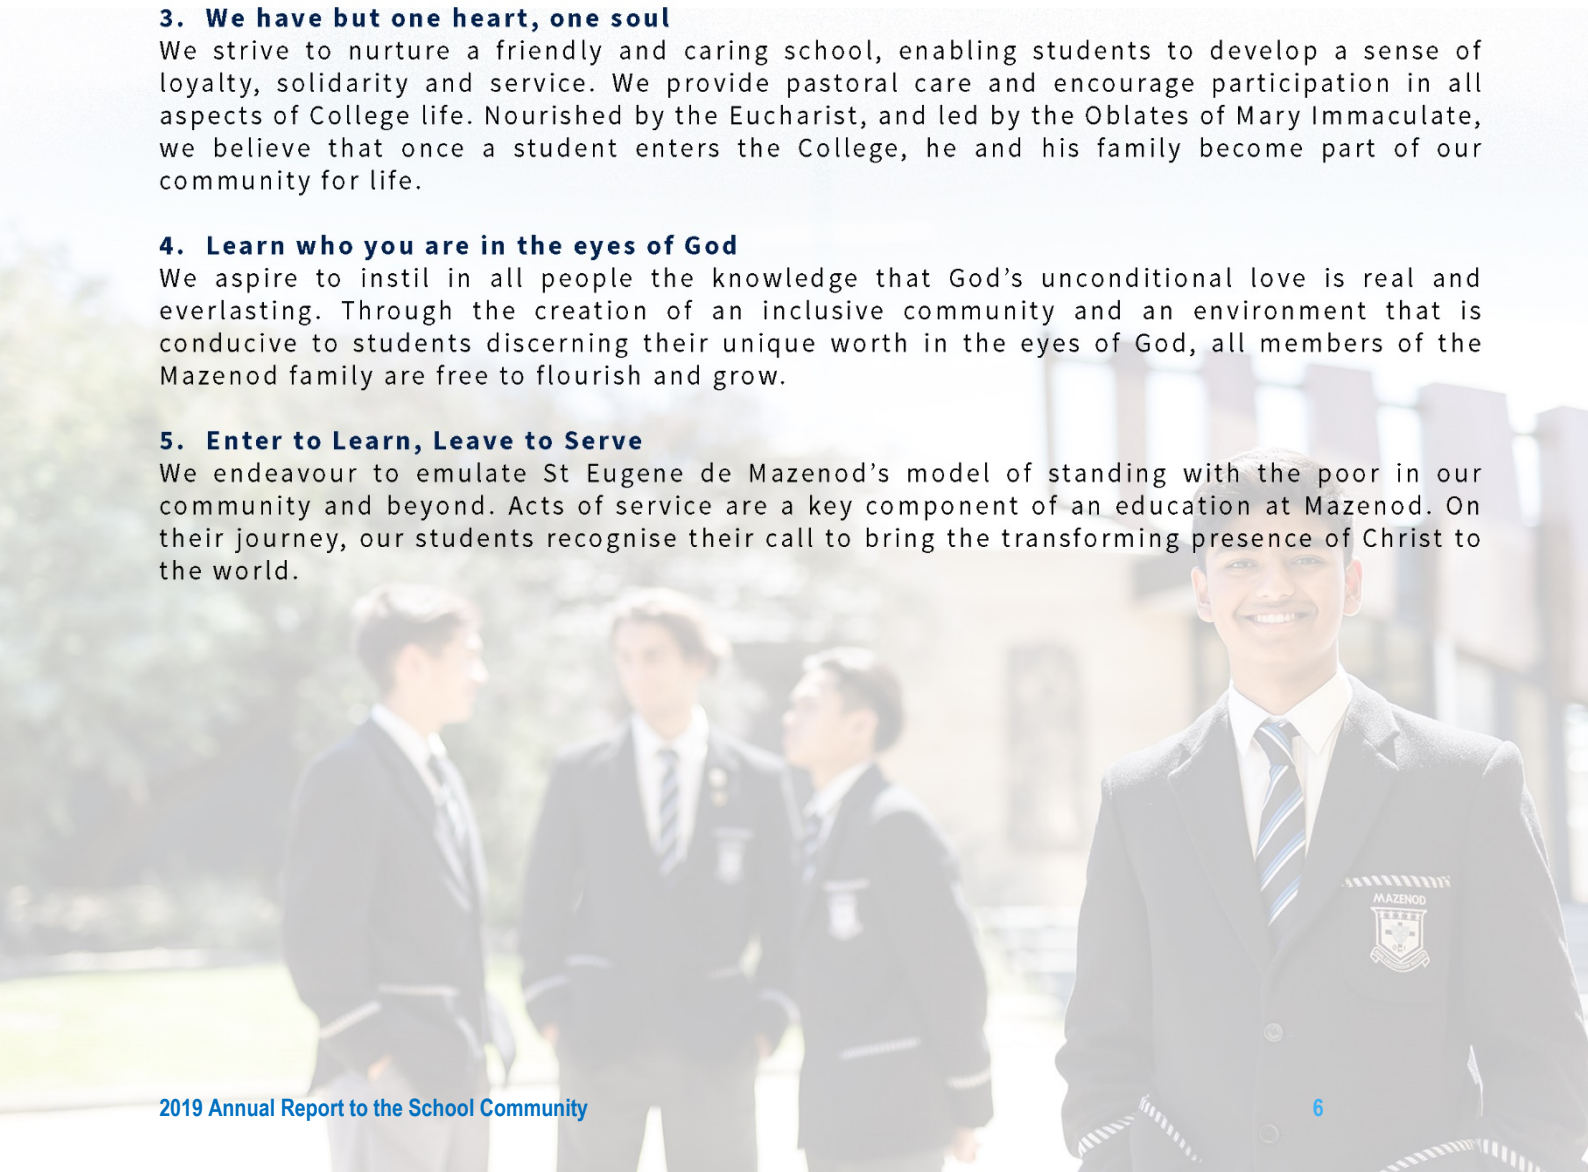 3. We have but one heart, one soul
We strive to nurture a friendly and caring school, enabling students to develop a sense of
loyalty, solidarity and service. We provide pastoral care and encourage participation in all
aspects of College life. Nourished by the Eucharist, and led by the Oblates of Mary Immaculate,
we believe that once a student enters the College, he and his family become part of our
community for life.
4. Learn who you are in the eyes of God
We aspire to instil in all people the knowledge that God’s unconditional love is real and
everlasting. Through the creation of an inclusive community and an environment that is
conducive to students discerning their unique worth in the eyes of God, all members of the
Mazenod family are free to flourish and grow.
5. Enter to Learn, Leave to Serve
We endeavour to emulate St Eugene de Mazenod’s model of standing with the poor in our
community and beyond. Acts of service are a key component of an education at Mazenod. On
their journey, our students recognise their call to bring the transforming presence of Christ to
the world.
MAZENOD
2019 Annual Report to the School Community 6